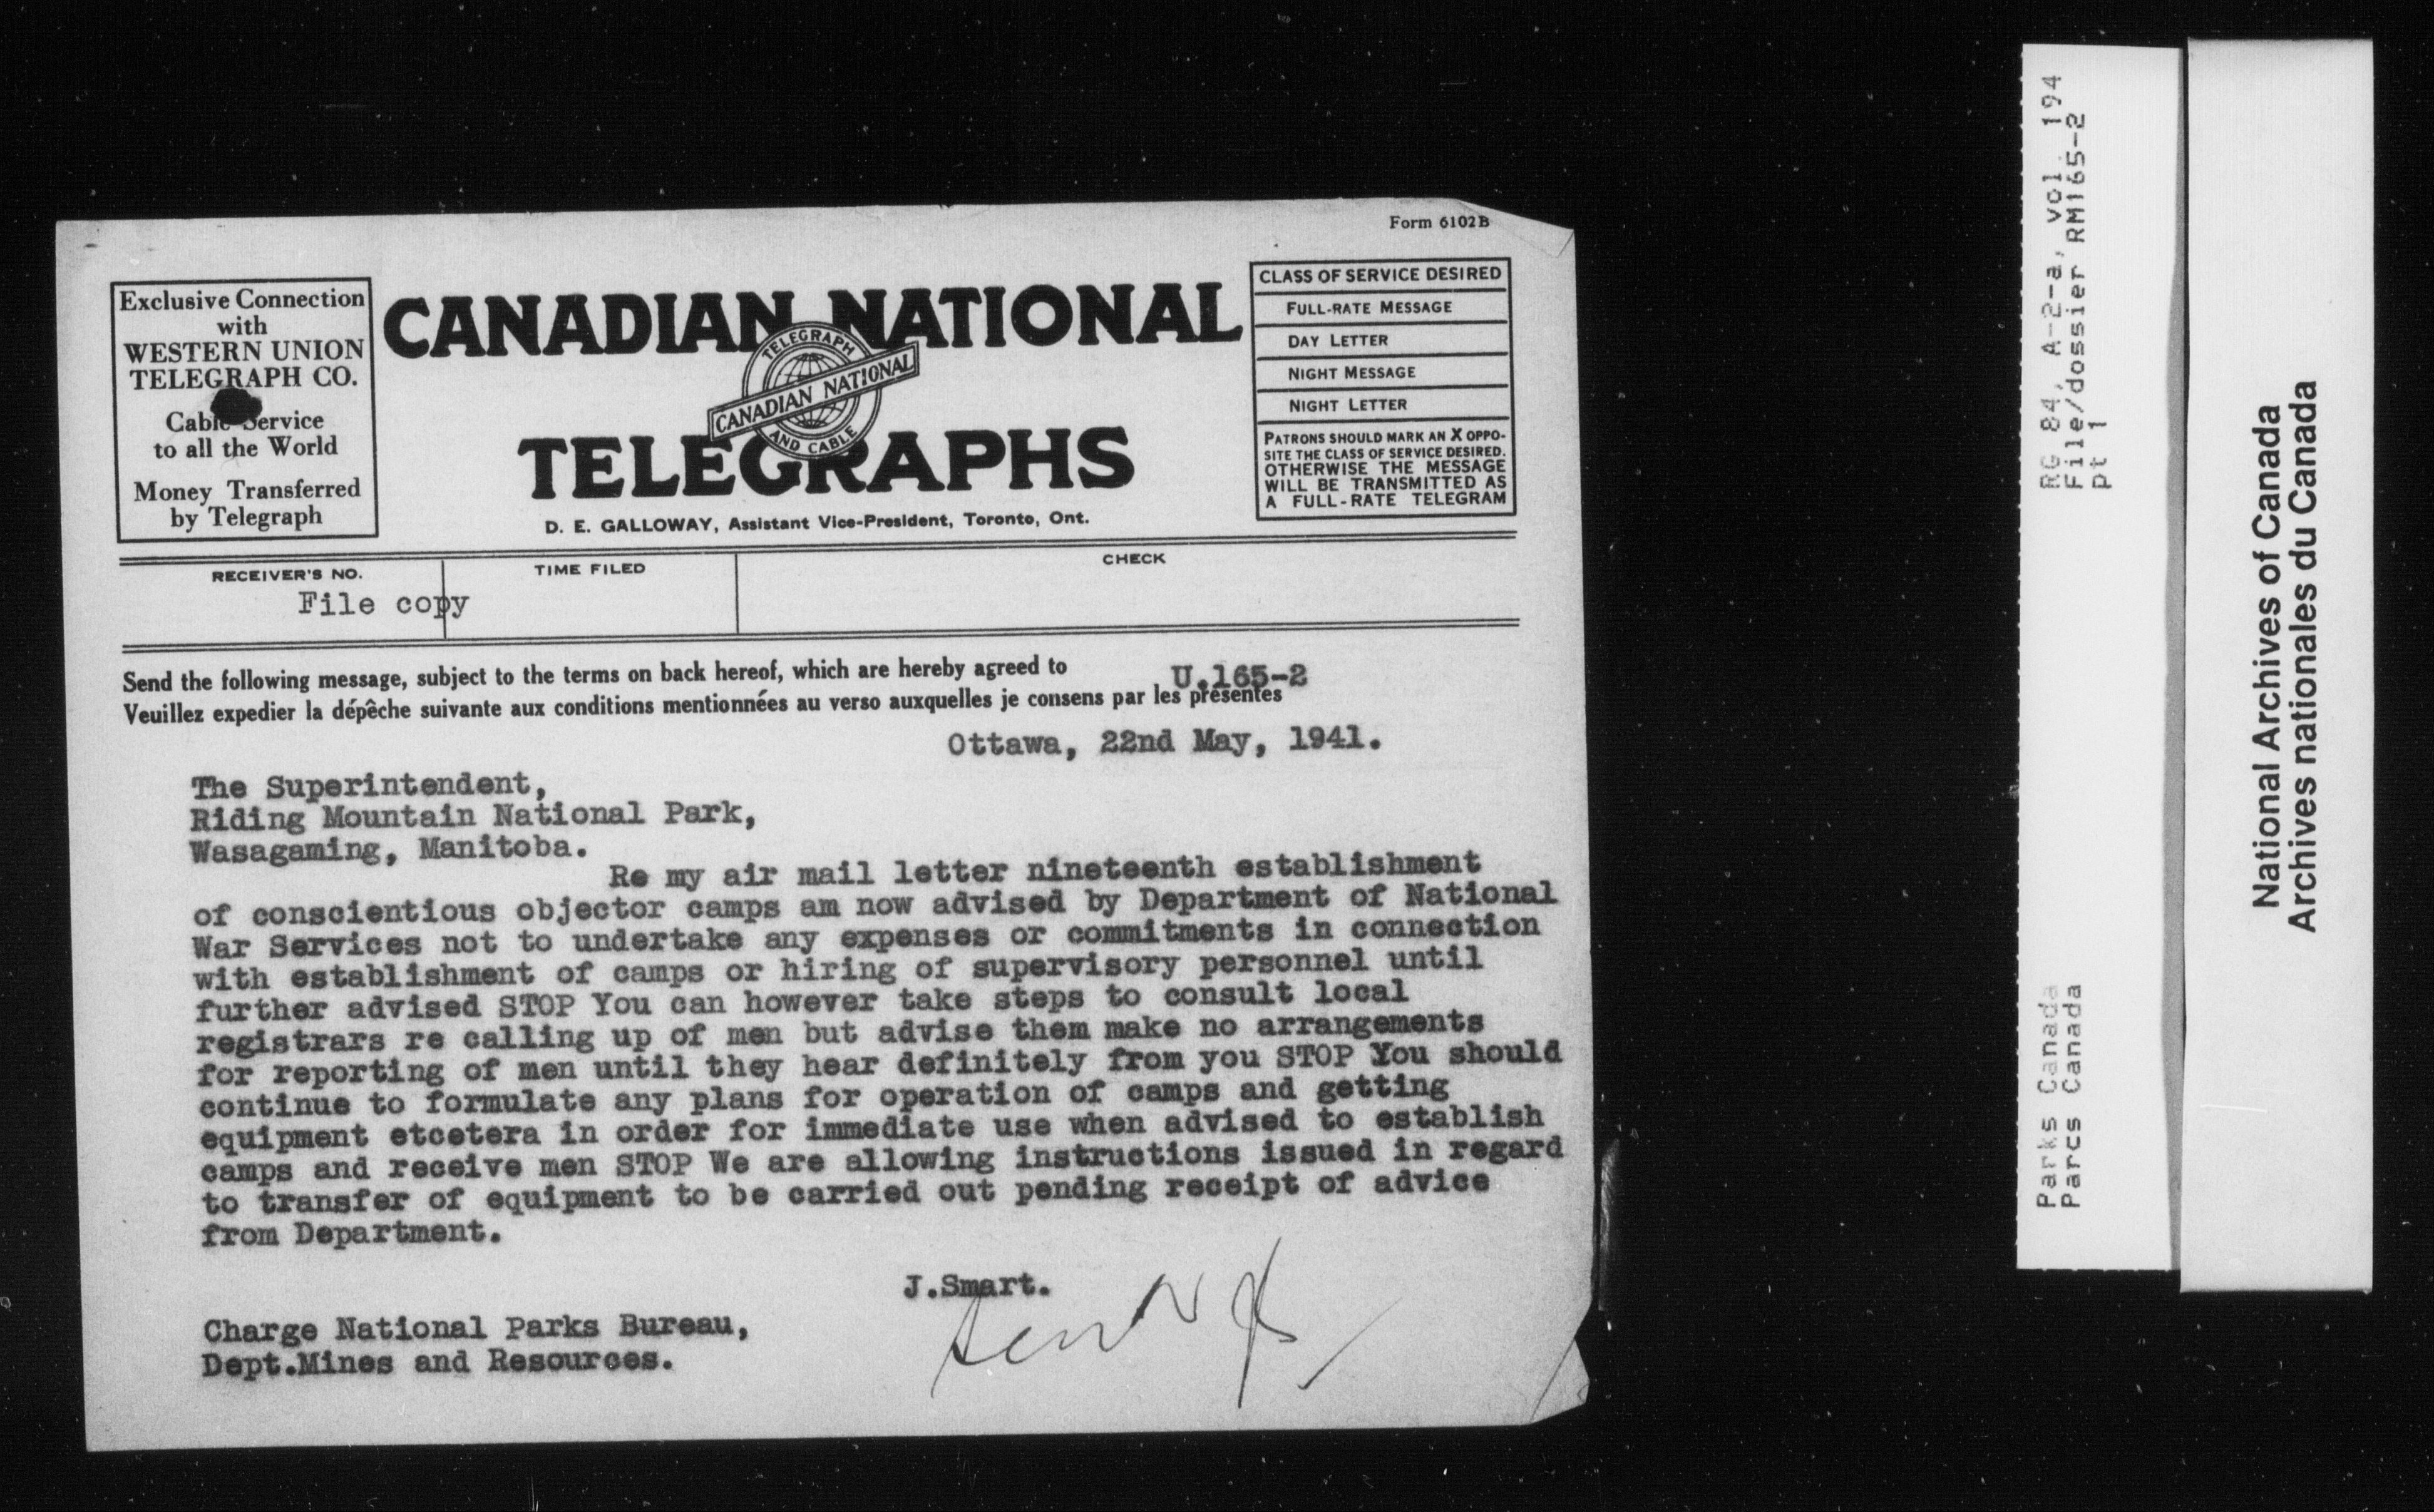 Form 6102B
Exclusive Connection
with
WESTERN UNION
TELEGRAPH CO.
Cable Service
to all the World
Money Transferred
by Telegraph
CANADIAN NATIONAL
TELEGRAPH
CANADIAN NATIONAL
AND CABLE
TELEGRAPHS
D. E. GALLOWAY, Assistant Vice-President, Toronto, Ont.
CLASS OF SERVICE DESIRED
FULL-RATE MESSAGE
DAY LETTER
NIGHT MESSAGE
NIGHT LETTER
PATRONS SHOULD MARK AN X OPPO-
SITE THE CLASS OF SERVICE DESIRED.
OTHERWISE THE MESSAGE
WILL BE TRANSMITTED AS
A FULL-RATE TELEGRAM
RECEIVER'S NO.
TIME FILED
CHECK
File copy
Send the following message, subject to the terms on back hereof, which are hereby agreed to
U.165-2
Veuillez expedier la dépêche suivante aux conditions mentionnées au verso auxquelles je consens par les présentes
Ottawa, 22nd May, 1941.
The Superintendent,
Riding Mountain National Park,
Wasagaming, Manitoba.
Re my air mail letter nineteenth establishment
of conscientious objector camps am now advised by Department of National
War Services not to undertake any expenses or commitments in connection
with establishment of camps or hiring of supervisory personnel until
further advised STOP You can however take steps to consult local
registrars re calling up of men but advise them make no arrangements
for reporting of men until they hear definitely from you STOP You should
continue to formulate any plans for operation of camps and getting
equipment etcetera in order for immediate use when advised to establish
camps and receive men STOP We are allowing instructions issued in regard
to transfer of equipment to be carried out pending receipt of advice
from Department.
J.Smart.
Charge National Parks Bureau,
Dept.Mines and Resources.
RG 84, A-2-a, vol. 194
File/dossier RM165-2
pt 1
Parks Canada
Parcs Canada
National Archives of Canada
Archives nationales du Canada